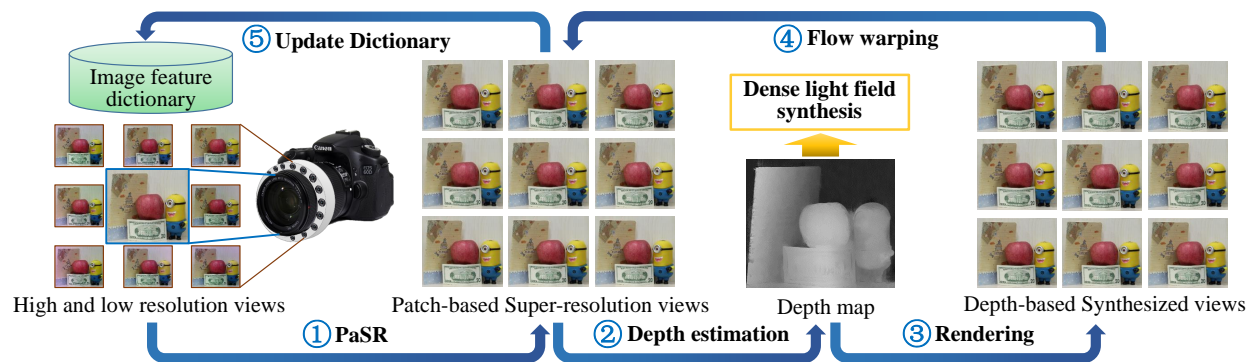 ⑤ Update Dictionary
④ Flow warping
Image feature
dictionary
Dense light field
synthesis
Canon
High and low resolution views
Patch-based Super-resolution views
Depth map
Depth-based Synthesized views
① PaSR
② Depth estimation
③ Rendering